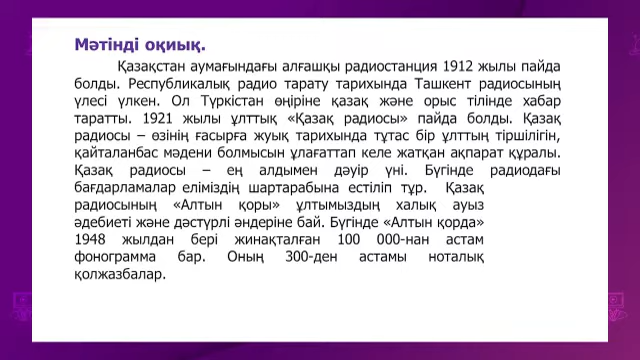 Мәтінді оқиық.
Қазақстан аумағындағы алғашқы радиостанция 1912 жылы пайда
болды. Республикалық радио тарату тарихында Ташкент радиосының
үлесі үлкен. Ол Түркістан өңіріне қазақ және орыс тілінде хабар
таратты. 1921 жылы ұлттық «Қазақ радиосы» пайда болды. Қазақ
радиосы – өзінің ғасырға жуық тарихында тұтас бір ұлттың тіршілігін,
қайталанбас мәдени болмысын ұлағаттап келе жатқан ақпарат құралы.
Қазақ радиосы – ең алдымен дәуір үні. Бүгінде радиодағы
бағдарламалар еліміздің шартарабына естіліп тұр. Қазақ
радиосының «Алтын қоры» ұлтымыздың халық ауыз
әдебиеті және дәстүрлі әндеріне бай. Бүгінде «Алтын қорда»
1948 жылдан бері жинақталған 100 000-нан астам
фонограмма бар. Оның 300-ден астамы ноталық
қолжазбалар.